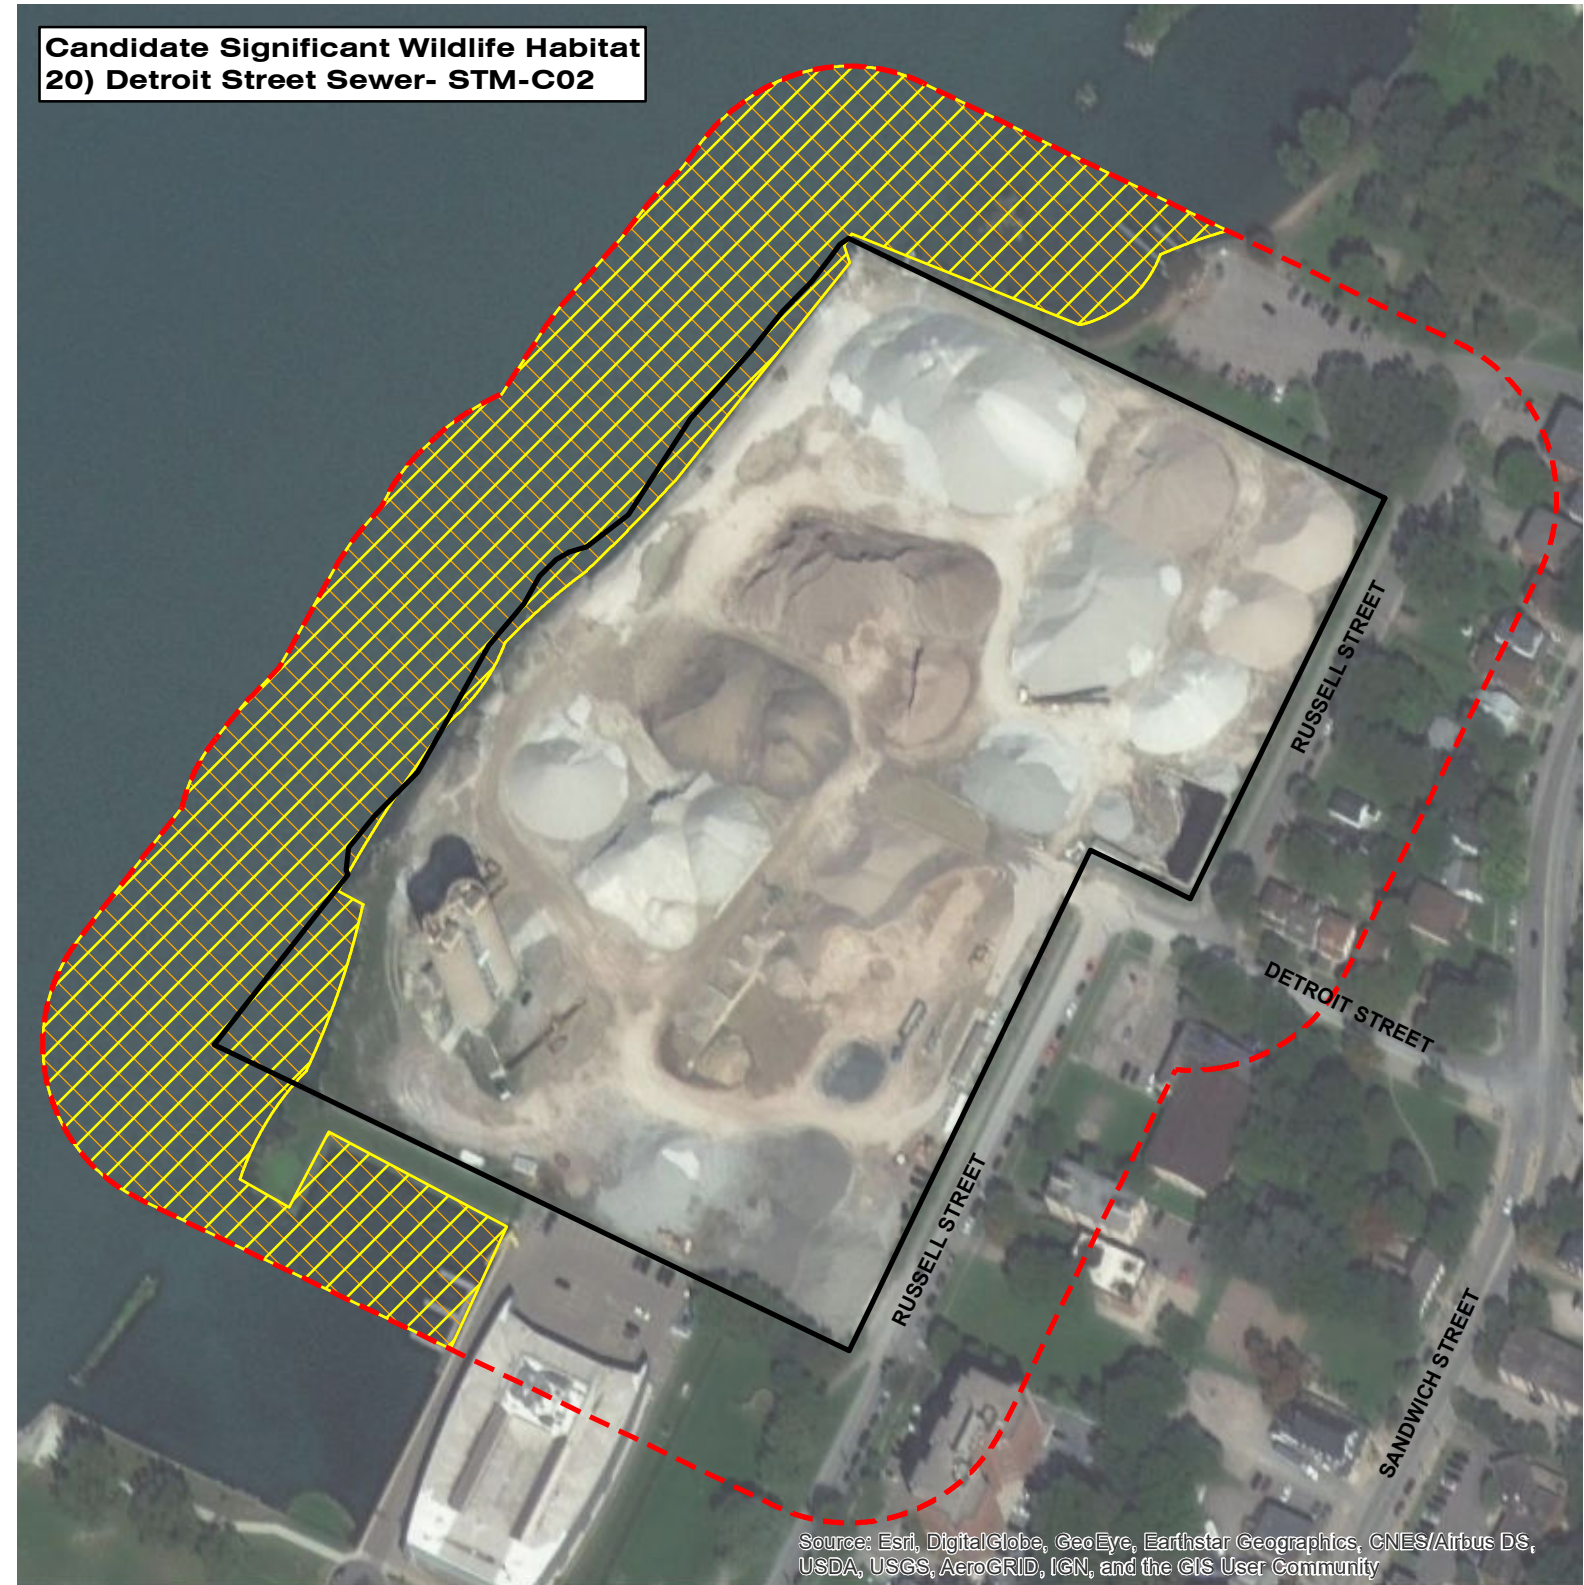 Candidate Significant Wildlife Habitat
20) Detroit Street Sewer- STM-C02
RUSSELL STREET
DETROIT STREET
RUSSELL STREET
SANDWICH STREET
Source: Esri, DigitalGlobe, GeoEye, Earthstar Geographics, CNES/Airbus DS,
USDA, USGS, AeroGRID, IGN, and the GIS User Community